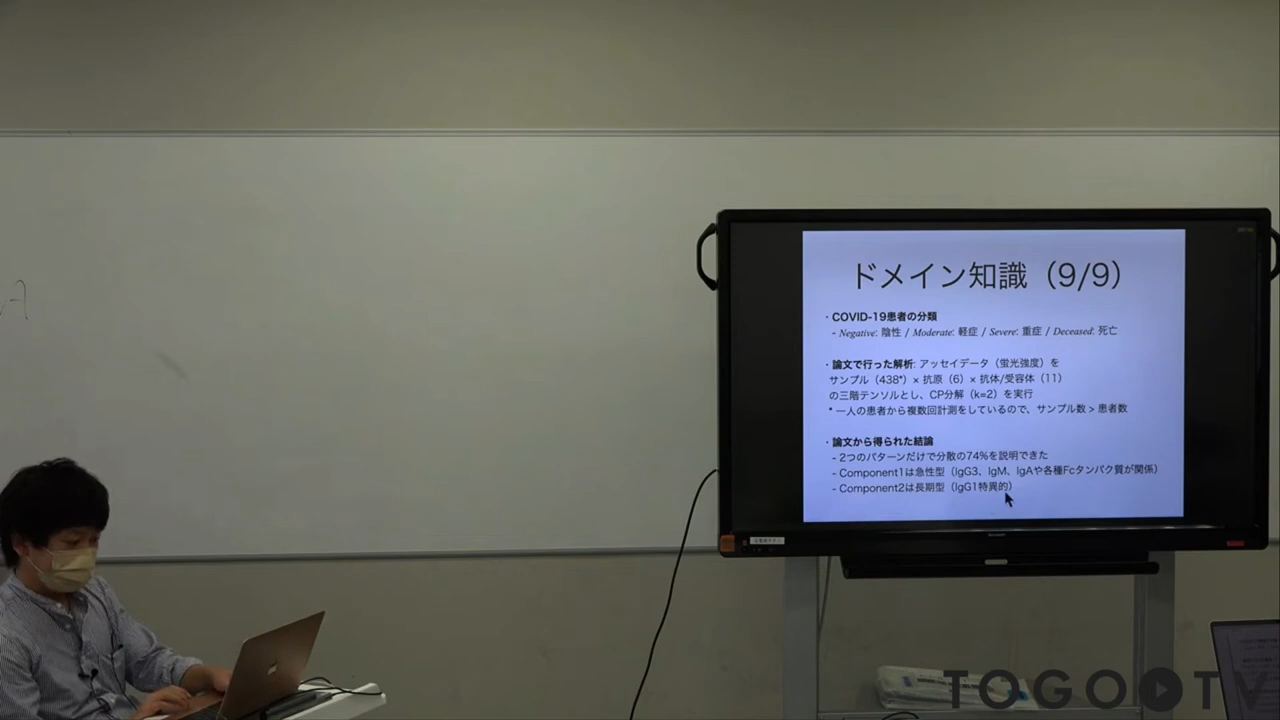 ドメイン知識（9/9）
・COVID-19患者の分類
- Negative: 陰性 / Moderate: 軽症 / Severe: 重症 / Deceased: 死亡
・論文で行った解析: アッセイデータ（蛍光強度）を
サンプル（438*）× 抗原（6）× 抗体/受容体（11）
の三階テンソルとし、CP分解（k=2）を実行
* 一人の患者から複数回計測をしているので、サンプル数 > 患者数
・論文から得られた結論
- 2つのパターンだけで分散の74%を説明できた
- Component1は急性型（IgG3、IgM、IgAや各種Fcタンパク質が関係）
- Component2は長期型（IgG1特異的）
A
TOGO TV